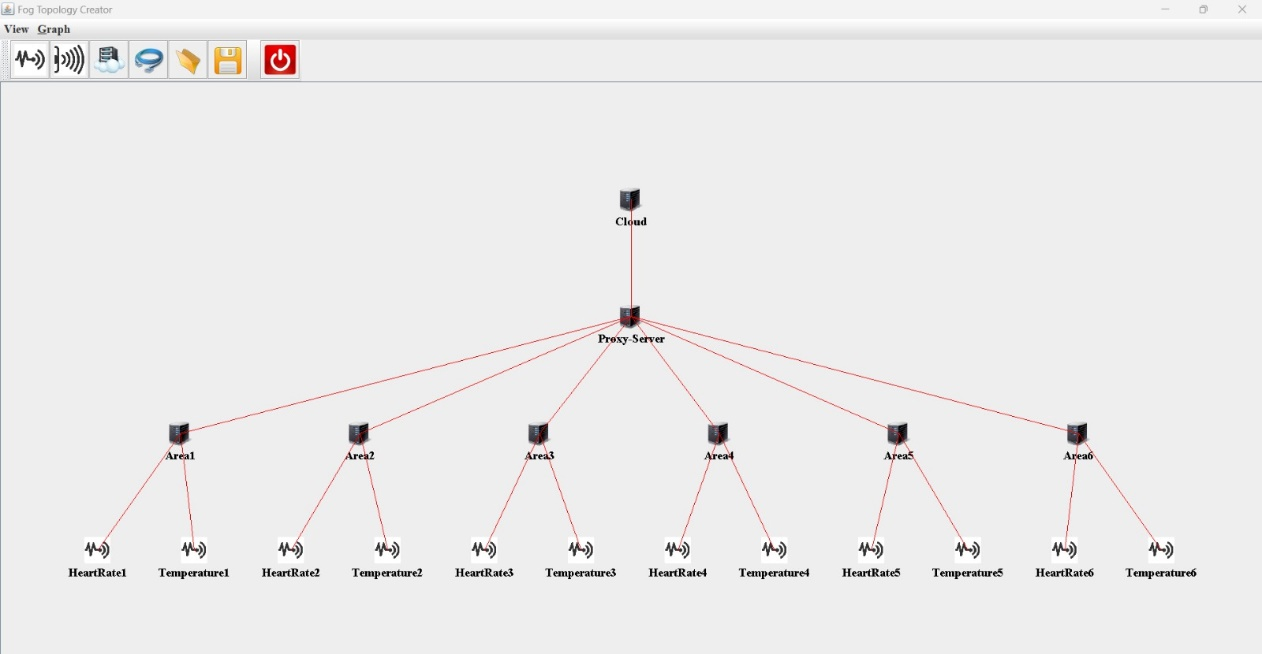 Fog Topology Creator
View Graph
Cloud
Proxy-Server
Area1 Area2 Area3 Area4 Area5 Area6
HeartRate1 Temperature1 HeartRate2 Temperature2 HeartRate3 Temperature3 HeartRate4 Temperature4 HeartRate5 Temperature5 HeartRate6 Temperature6